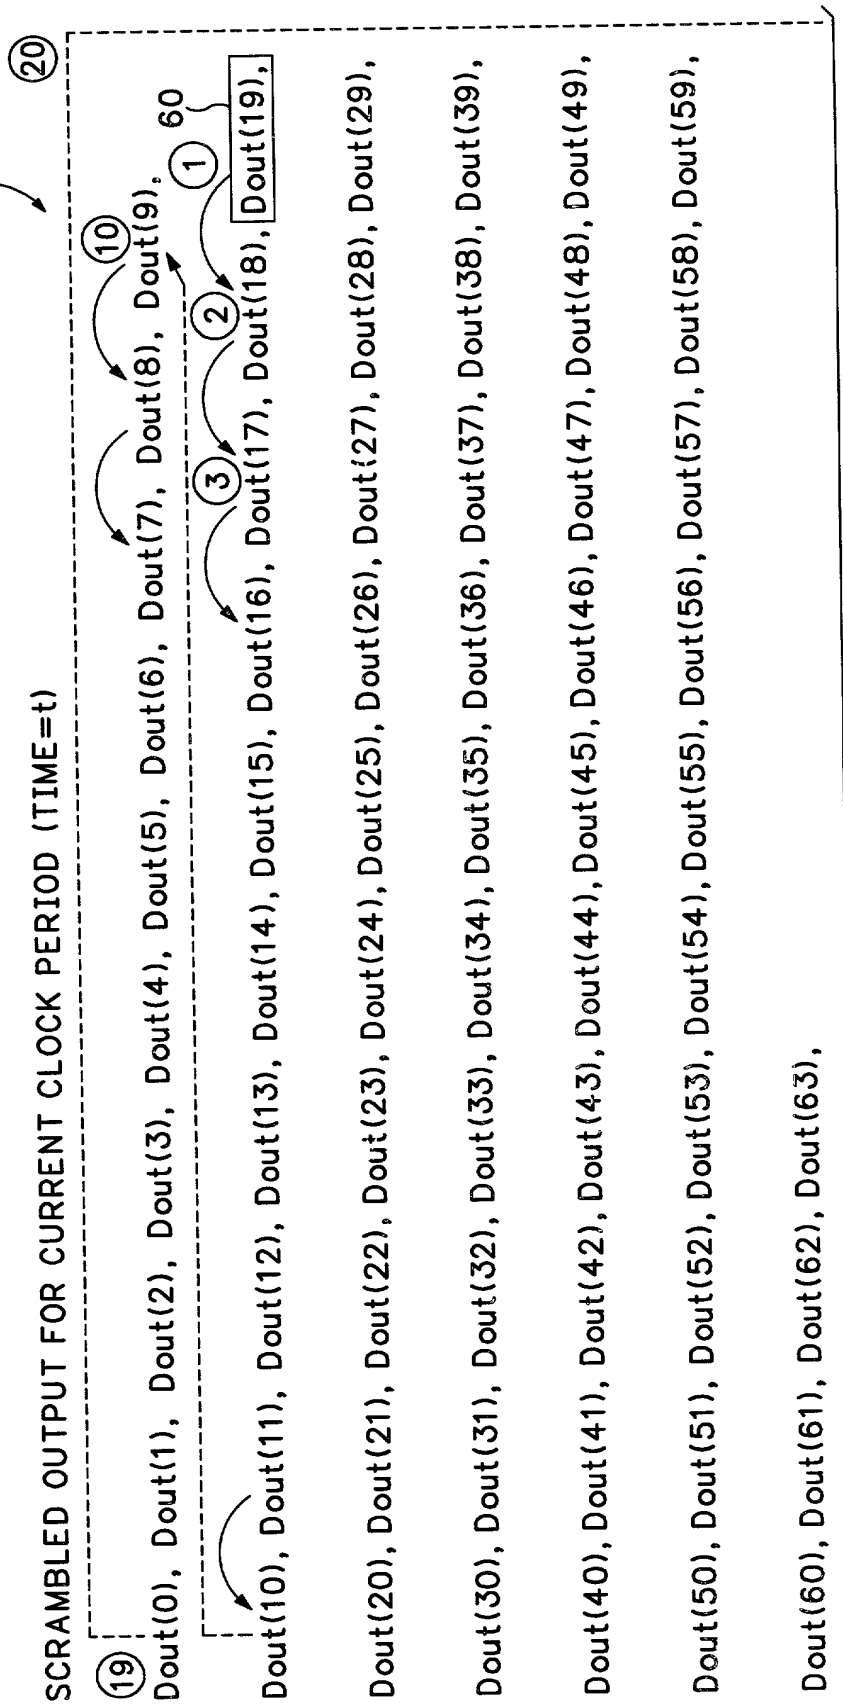 SCRAMBLED OUTPUT FOR CURRENT CLOCK PERIOD (TIME=t)
20
19
10
Dout(0), Dout(1), Dout(2), Dout(3), Dout(4), Dout(5), Dout(6), Dout(7), Dout(8), Dout(9),
3
2
1
60
Dout(10), Dout(11), Dout(12), Dout(13), Dout(14), Dout(15), Dout(16), Dout(17), Dout(18), Dout(19),
Dout(20), Dout(21), Dout(22), Dout(23), Dout(24), Dout(25), Dout(26), Dout(27), Dout(28), Dout(29),
Dout(30), Dout(31), Dout(32), Dout(33), Dout(34), Dout(35), Dout(36), Dout(37), Dout(38), Dout(39),
Dout(40), Dout(41), Dout(42), Dout(43), Dout(44), Dout(45), Dout(46), Dout(47), Dout(48), Dout(49),
Dout(50), Dout(51), Dout(52), Dout(53), Dout(54), Dout(55), Dout(56), Dout(57), Dout(58), Dout(59),
Dout(60), Dout(61), Dout(62), Dout(63),